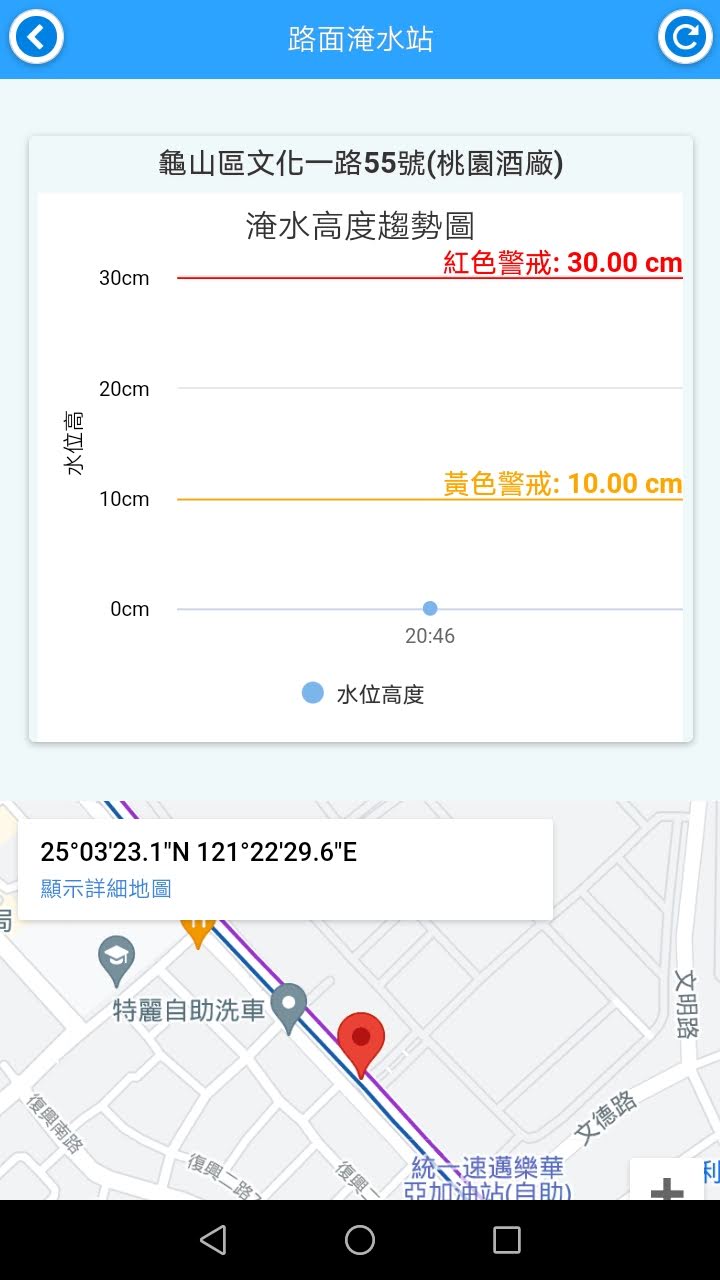 路面淹水站
龜山區文化一路55號(桃園酒廠)
淹水高度趨勢圖
紅色警戒: 30.00 cm
30cm
20cm
水位高
黃色警戒: 10.00 cm
10cm
0cm
20:46
水位高度
25°03'23.1"N 121°22'29.6"E
顯示詳細地圖
局
特麗自助洗車
文明路
文德路
復興南路
復興二路
復興二
統一速邁樂華
亞加油站(自助)
利